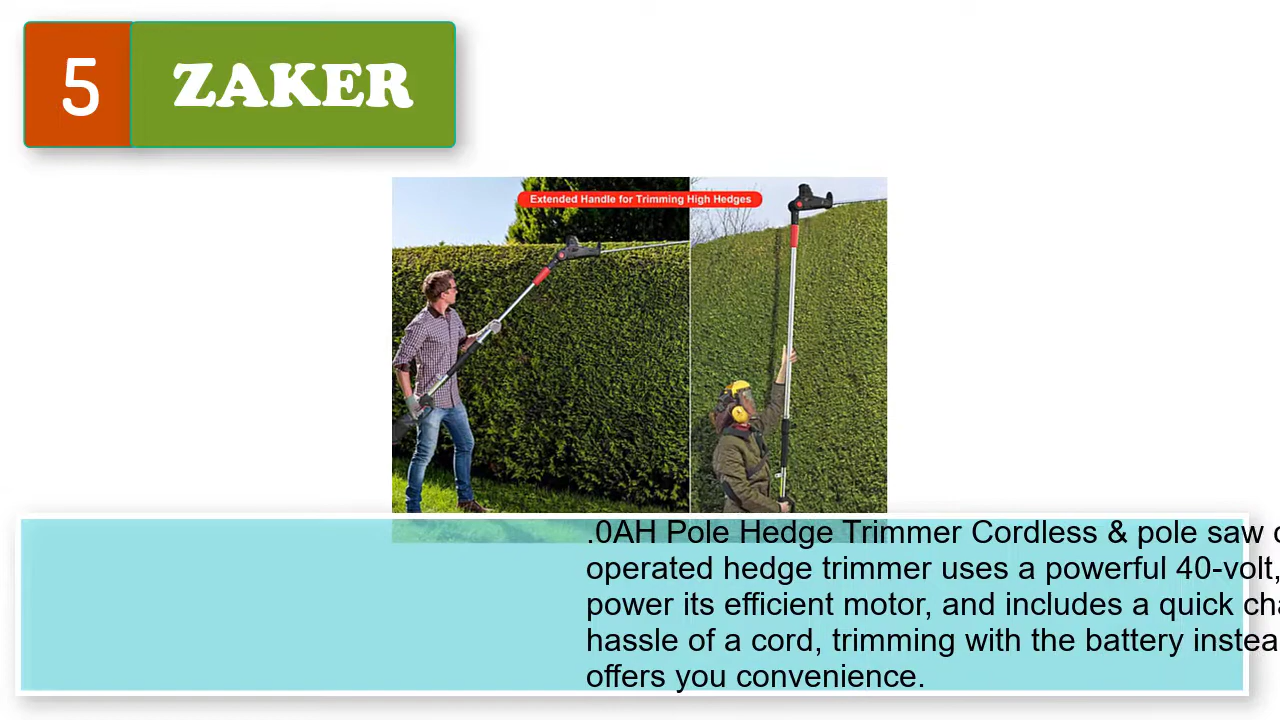 5
ZAKER
Extended Handle for Trimming High Hedges
.0AH Pole Hedge Trimmer Cordless & pole saw
operated hedge trimmer uses a powerful 40-volt,
power its efficient motor, and includes a quick
hassle of a cord, trimming with the battery
offers you convenience.